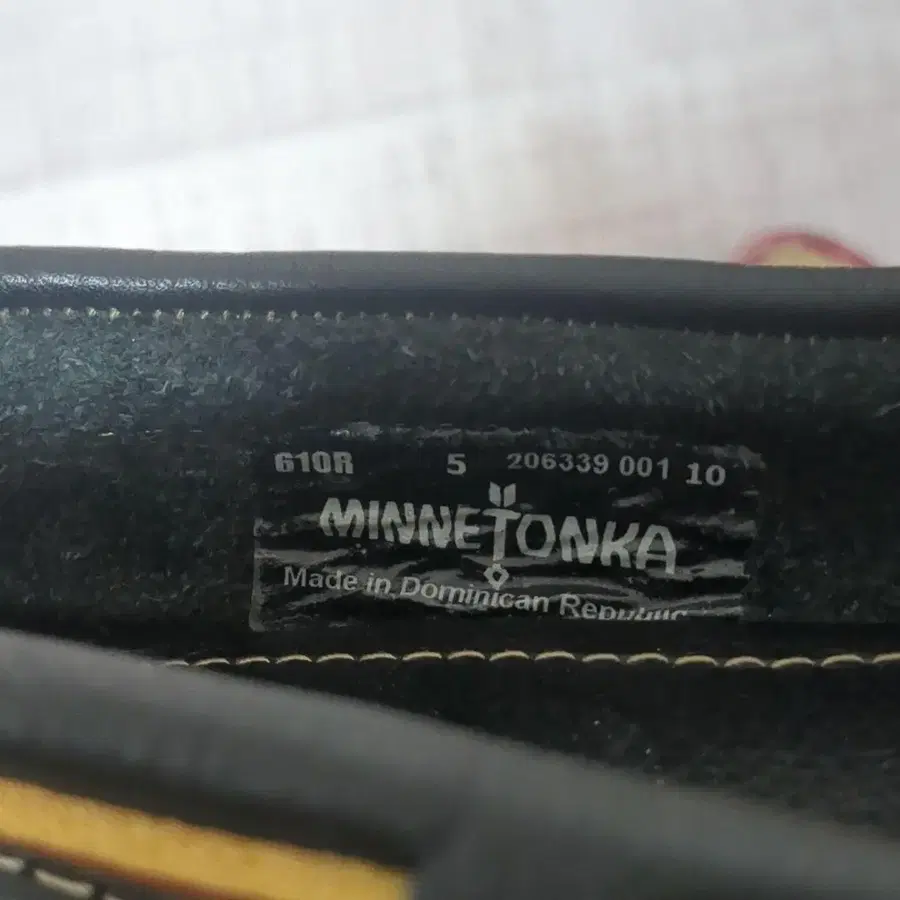 610R 5 206339 001 10
MINNETONKA
Made in Dominican Republic